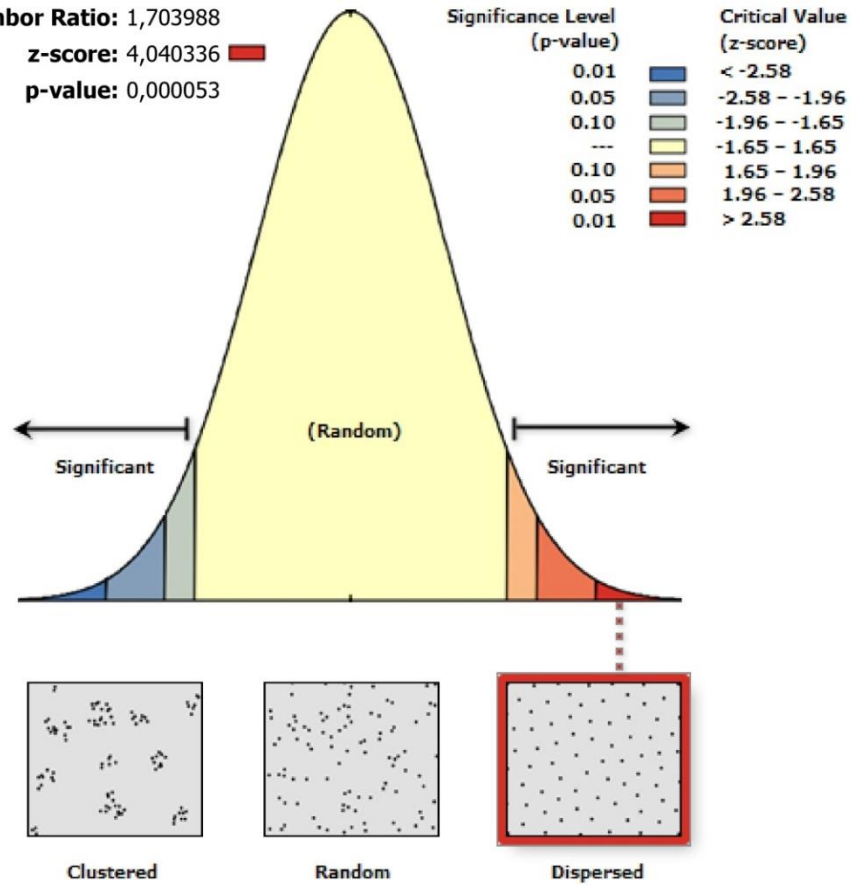 Ratio: 1,703988
z-score: 4,040336
p-value: 0,000053
Significance Level
(p-value)
Critical Value
(z-score)
0.01 < -2.58
0.05 -2.58 – -1.96
0.10 -1.96 – -1.65
--- -1.65 – 1.65
0.10 1.65 – 1.96
0.05 1.96 – 2.58
0.01 > 2.58
(Random)
Significant
Significant
Clustered
Random
Dispersed